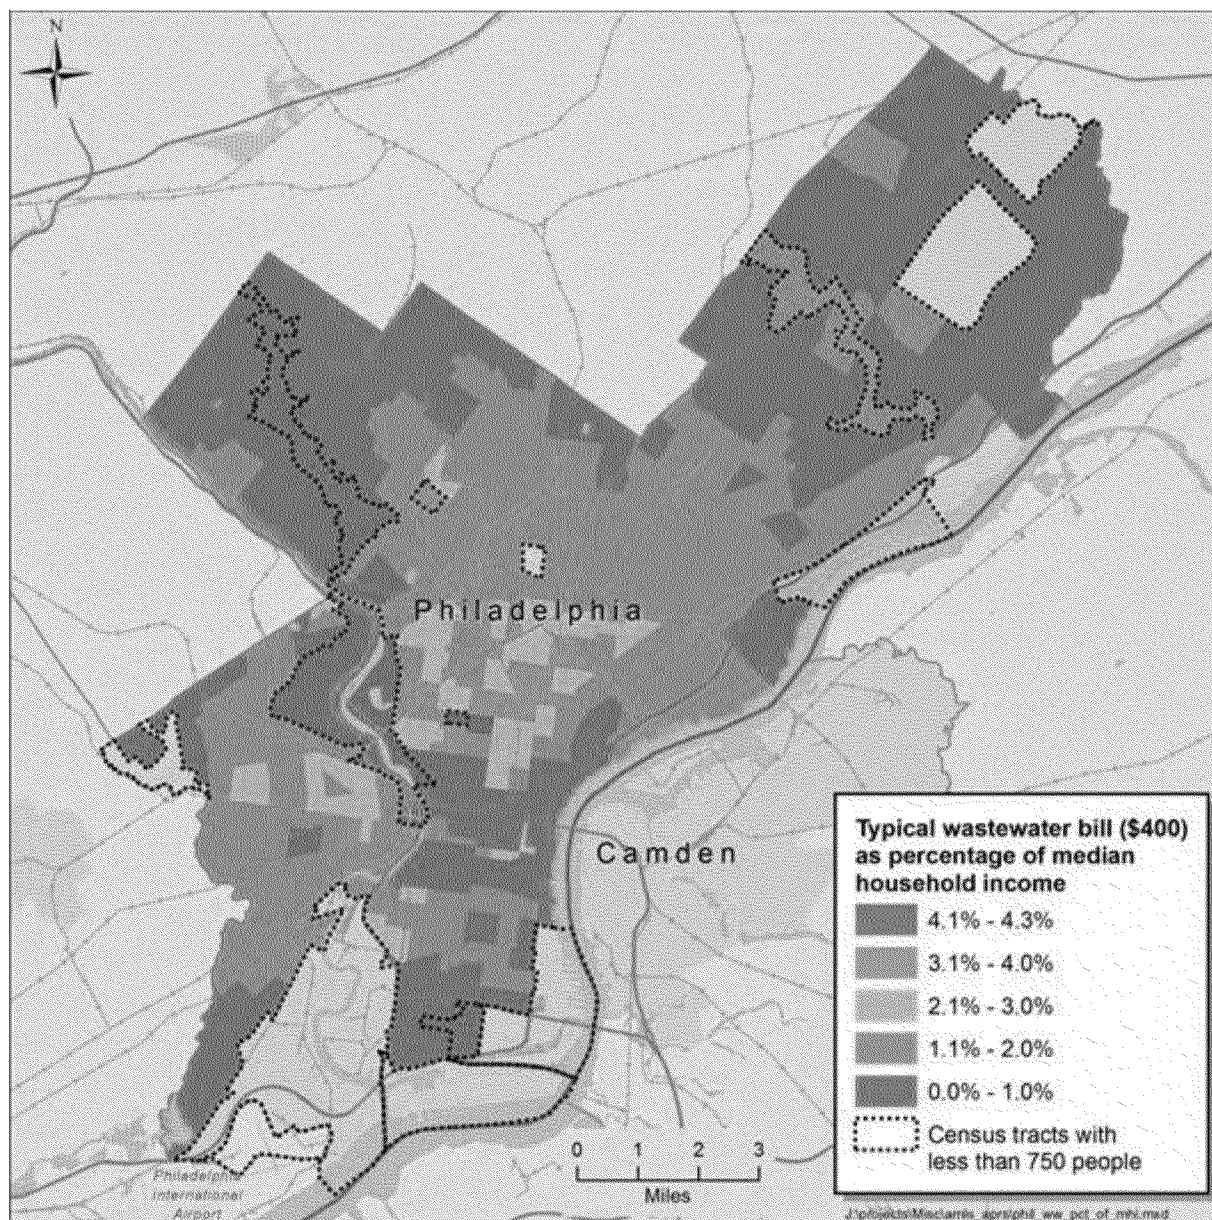 N
Philadelphia
Camden
Typical wastewater bill ($400)
as percentage of median
household income
4.1% - 4.3%
3.1% - 4.0%
2.1% - 3.0%
1.1% - 2.0%
0.0% - 1.0%
Census tracts with
less than 750 people
0 1 2 3
Miles
Philadelphia
International
Airport